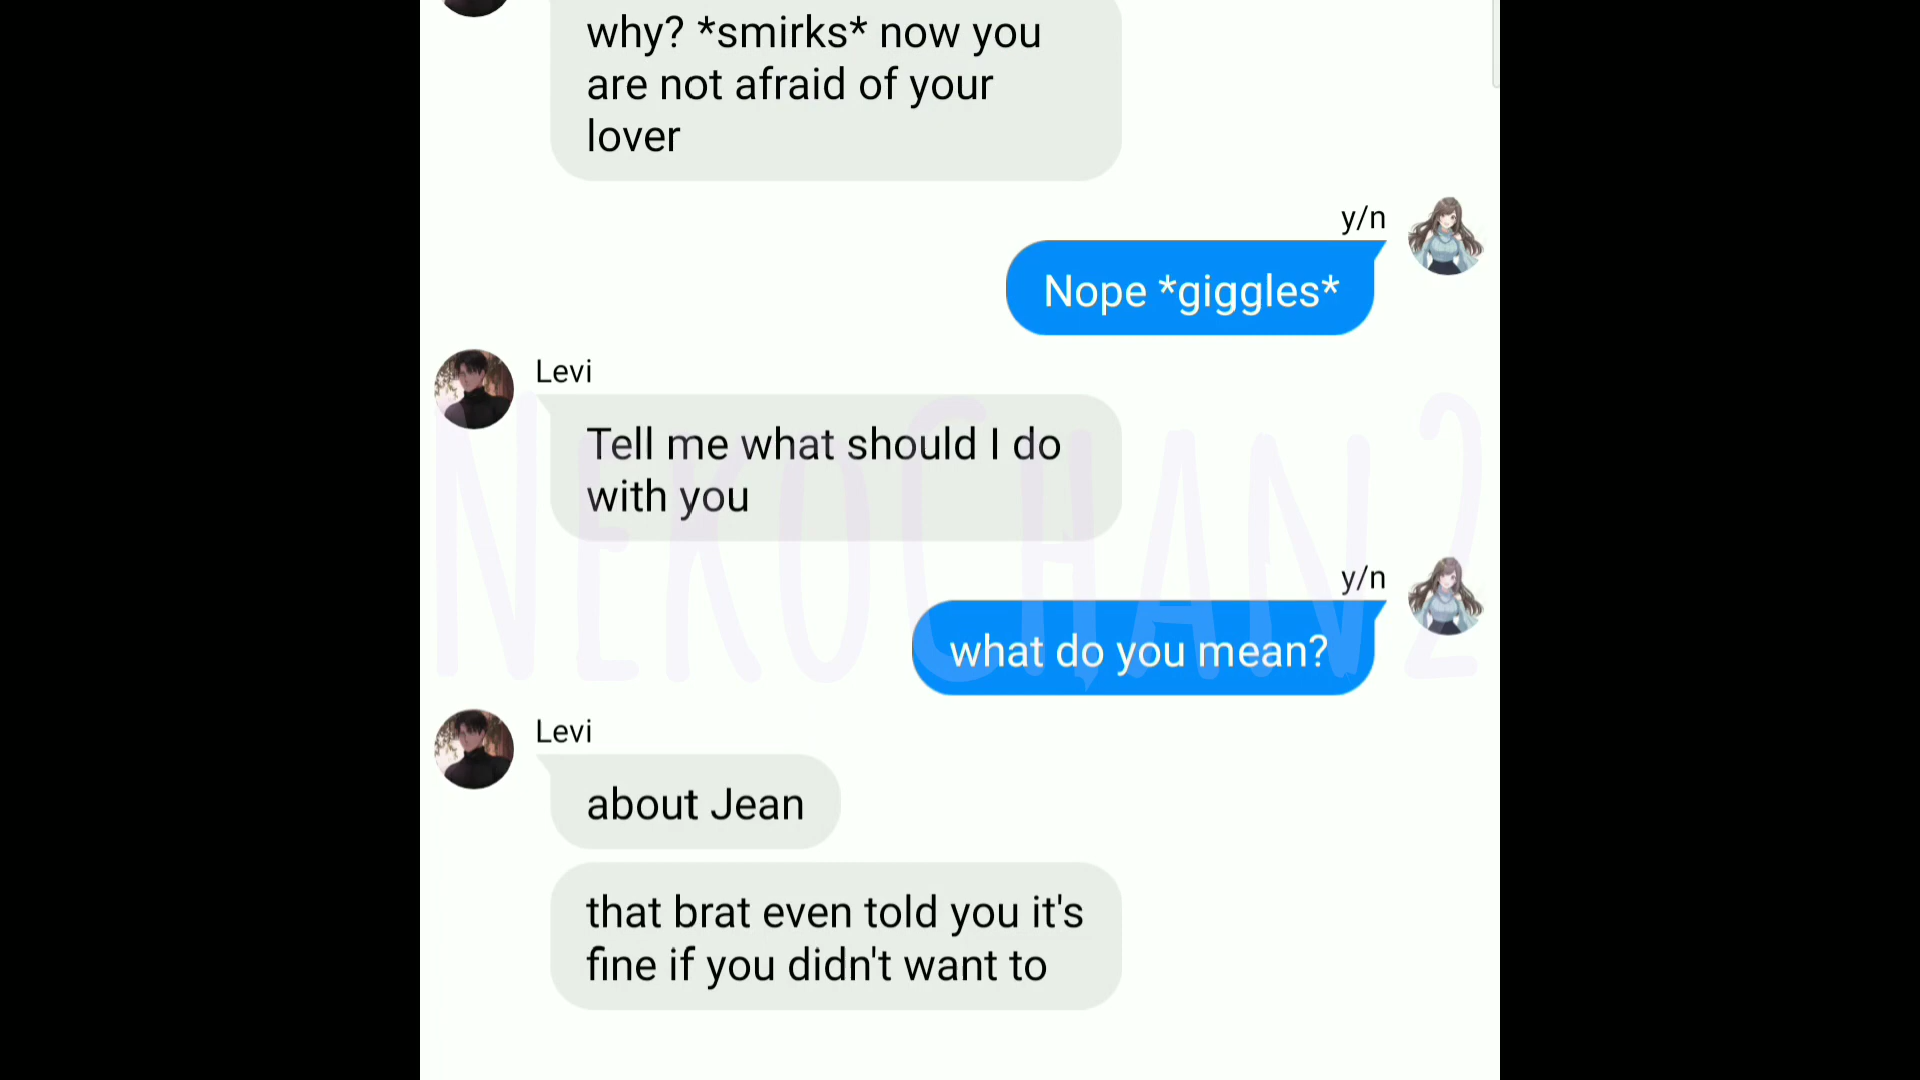 why? *smirks* now you
are not afraid of your
lover
y/n
Nope *giggles*
Levi
Tell me what should I do
with you
NEKOCHAN2
y/n
what do you mean?
Levi
about Jean
that brat even told you it's
fine if you didn't want to